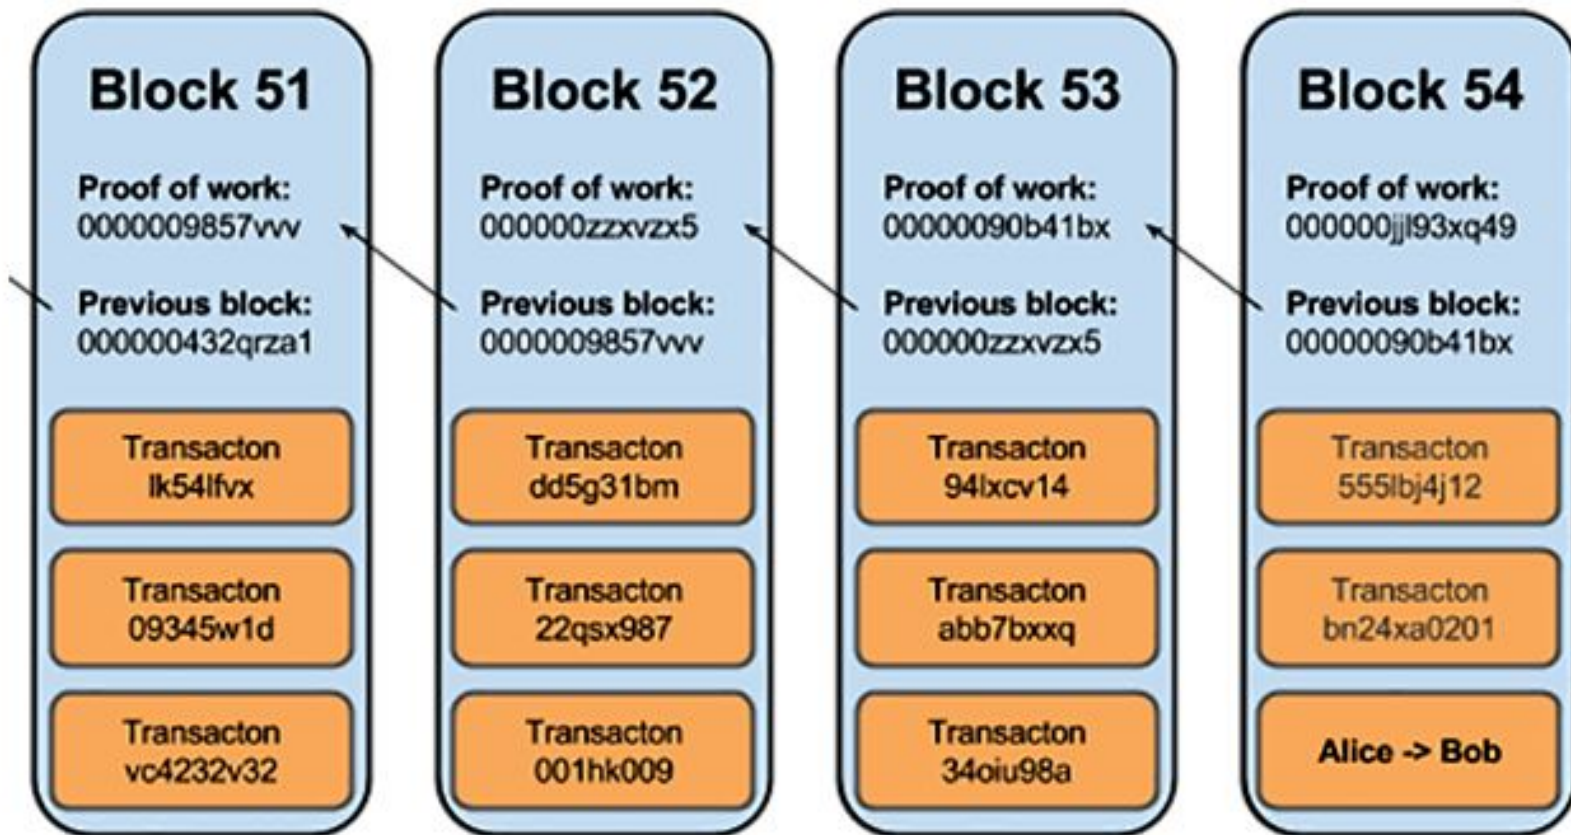 Block 51
Proof of work:
0000009857vvv
Previous block:
000000432qrza1
Transacton
lk54lfvx
Transacton
09345w1d
Transacton
vc4232v32
Block 52
Proof of work:
000000zzxvzx5
Previous block:
0000009857vvv
Transacton
dd5g31bm
Transacton
22qsx987
Transacton
001hk009
Block 53
Proof of work:
00000090b41bx
Previous block:
000000zzxvzx5
Transacton
94lxcv14
Transacton
abb7bxxq
Transacton
34oiu98a
Block 54
Proof of work:
000000jjl93xq49
Previous block:
00000090b41bx
Transacton
555lbj4j12
Transacton
bn24xa0201
Alice -> Bob